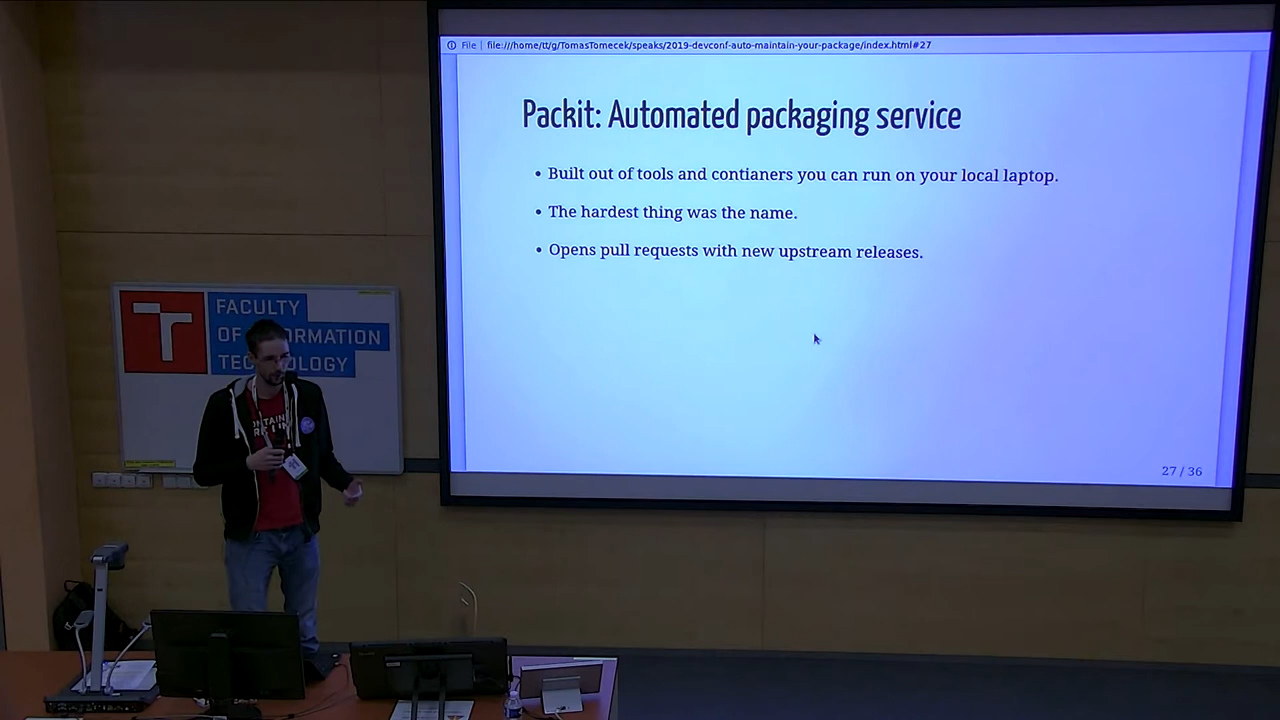 File | file:///home/tt/g/TomasTomecek/speaks/2019-devconf-auto-maintain-your-package/index.html#27
Packit: Automated packaging service
• Built out of tools and contianers you can run on your local laptop.
• The hardest thing was the name.
• Opens pull requests with new upstream releases.
27 / 36
FACULTY
OF INFORMATION
TECHNOLOGY